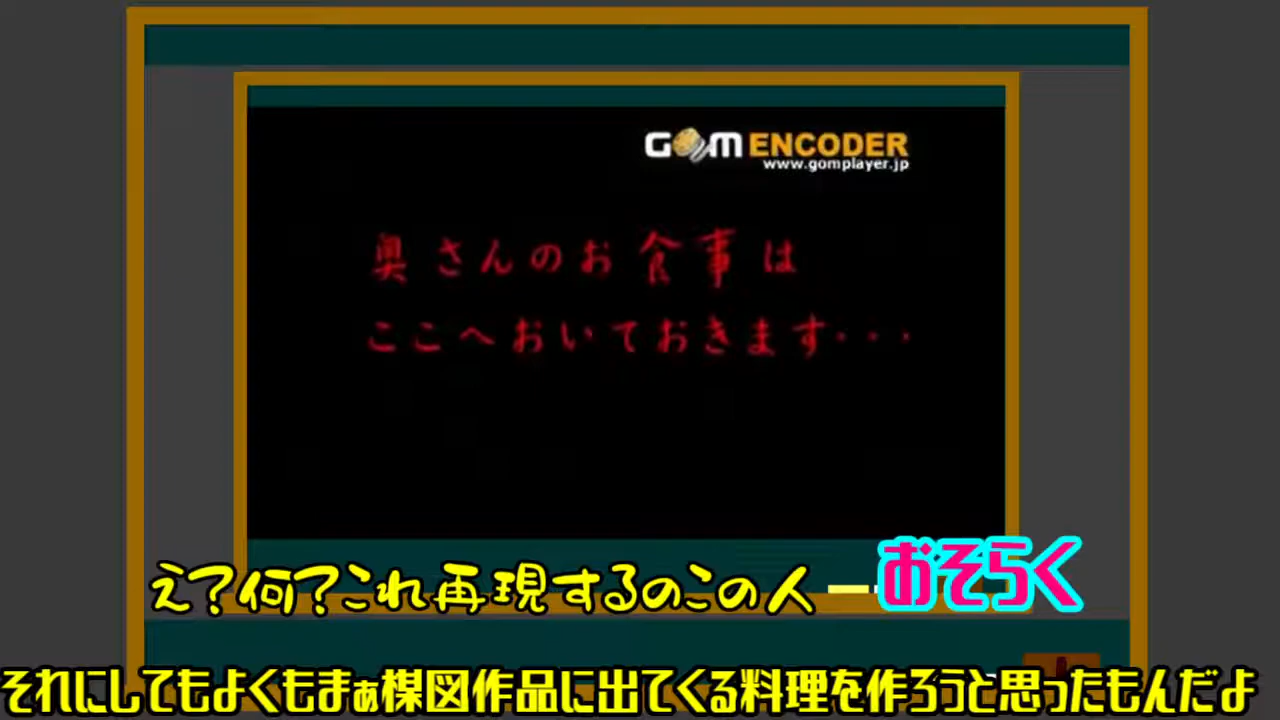 GOM ENCODER
www.gomplayer.jp
奥さんのお食事は
ここへおいておきます・・・
え?何?これ再現するのこの人ー
おそらく
それにしてもよくもまぁ楳図作品に出てくる料理を作ろうと思ったもんだよ